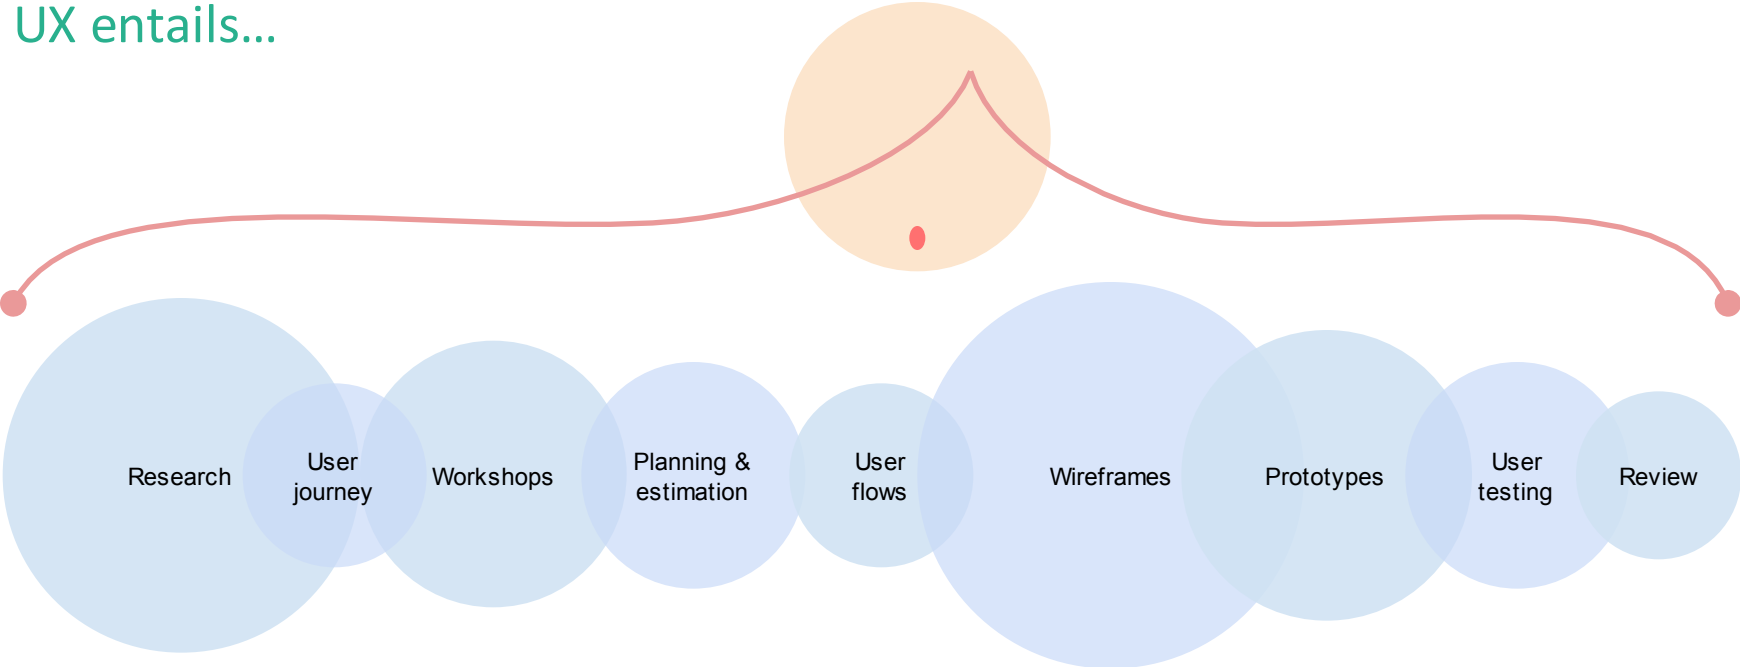 UX entails...
Research
User
journey
Workshops
Planning &
estimation
User
flows
Wireframes
Prototypes
User
testing
Review